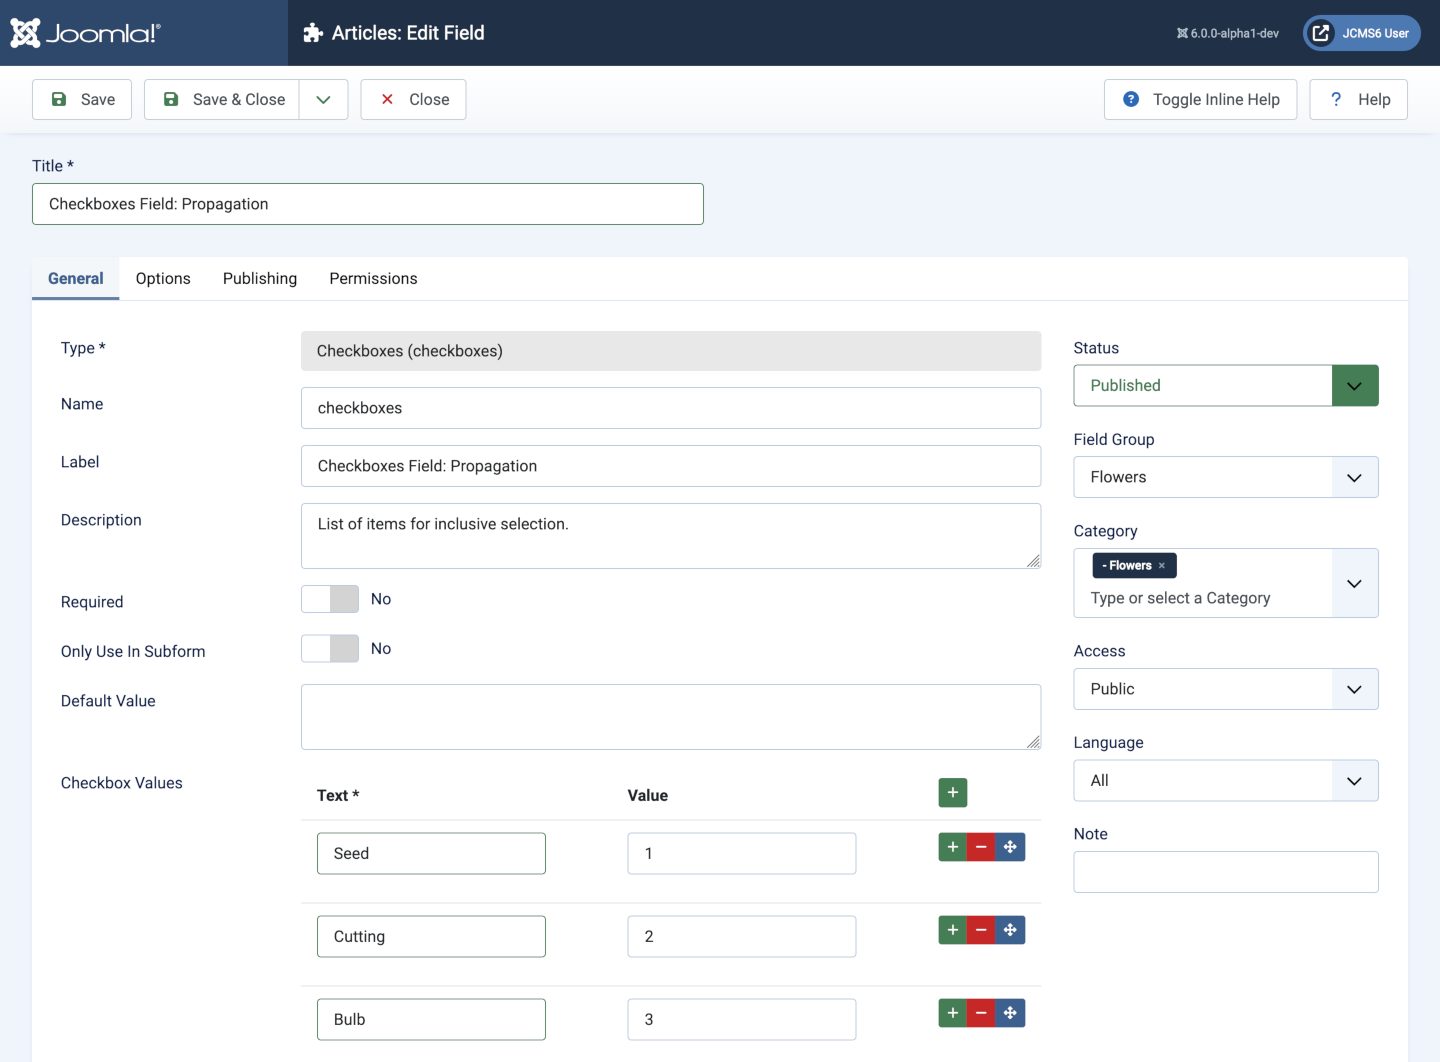 Joomla!®
Articles: Edit Field
6.0.0-alpha1-dev
JCMS6 User
Save
Save & Close
Close
Toggle Inline Help
Help
Title *
Checkboxes Field: Propagation
General Options Publishing Permissions
Type *
Checkboxes (checkboxes)
Name
checkboxes
Label
Checkboxes Field: Propagation
Description
List of items for inclusive selection.
Required
No
Only Use In Subform
No
Default Value
Checkbox Values
Text * Value
Seed 1
Cutting 2
Bulb 3
Status
Published
Field Group
Flowers
Category
- Flowers ×
Type or select a Category
Access
Public
Language
All
Note